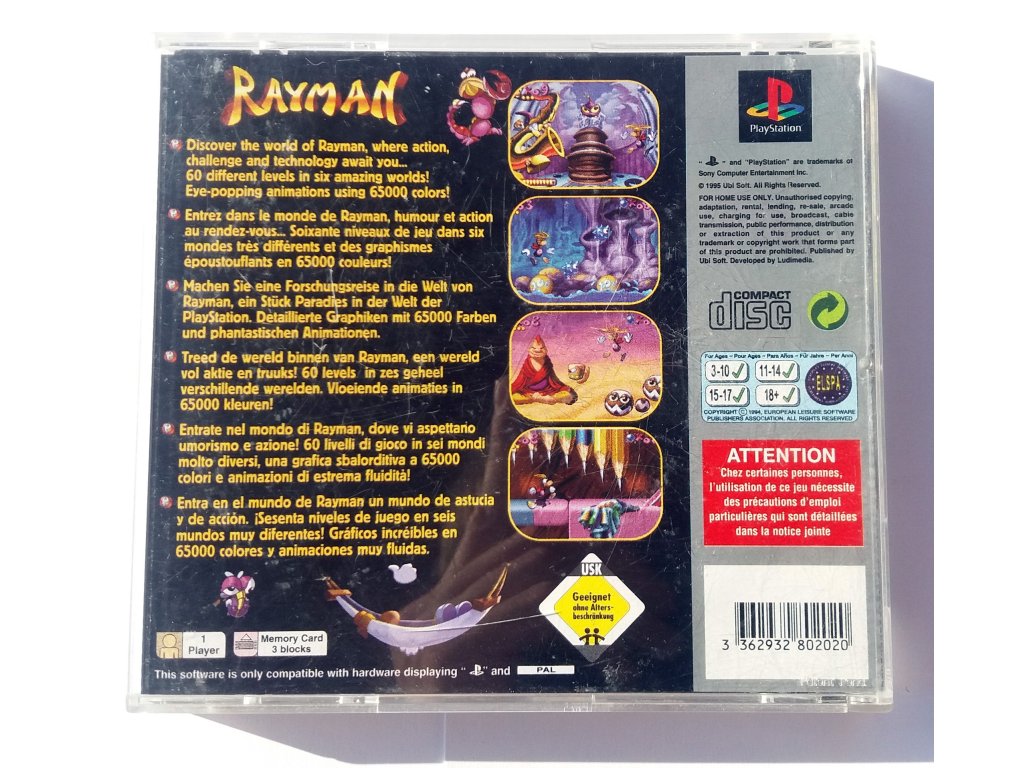 RAYMAN
Discover the world of Rayman, where action,
challenge and technology await you...
60 different levels in six amazing worlds!
Eye-popping animations using 65000 colors!
Entrez dans le monde de Rayman, humour et action
au rendez-vous... Soixante niveaux de jeu dans six
mondes très différents et des graphismes
époustouflants en 65000 couleurs!
Machen Sie eine Forschungsreise in die Welt von
Rayman, ein Stück Paradies in der Welt der
PlayStation. Detaillierte Graphiken mit 65000 Farben
und phantastischen Animationen.
Treed de wereld binnen van Rayman, een wereld
vol aktie en truuks! 60 levels in zes geheel
verschillende werelden. Vloeiende animaties in
65000 kleuren!
Entrate nel mondo di Rayman, dove vi aspettario
umorismo e azione! 60 livelli di gioco in sei mondi
molto diversi, una grafica sbalorditiva a 65000
colori e animazioni di estrema fluidità!
Entra en el mundo de Rayman un mundo de astucia
y de acción. ¡Sesenta niveles de juego en seis
mundos muy diferentes! Gráficos incréibles en
65000 colores y animaciones muy fluidas.
1
Player
Memory Card
3 blocks
This software is only compatible with hardware displaying " " and PAL
USK
Geeignet
ohne Alters-
beschränkung
PlayStation
" " and "PlayStation" are trademarks of
Sony Computer Entertainment Inc.
© 1995 Ubi Soft. All Rights Reserved.
FOR HOME USE ONLY. Unauthorised copying,
adaptation, rental, lending, re-sale, arcade
use, charging for use, broadcast, cable
transmission, public performance, distribution
or extraction of this product or any
trademark or copyright work that forms part
of this product are prohibited. Published by
Ubi Soft. Developed by Ludimedia.
COMPACT
disc
For Ages - Pour Ages - Para Años - Für Jahre - Per Anni
3-10 11-14
15-17 18+
ELSPA
COPYRIGHT © 1994, EUROPEAN LEISURE SOFTWARE
PUBLISHERS ASSOCIATION. ALL RIGHTS RESERVED
ATTENTION
Chez certaines personnes,
l'utilisation de ce jeu nécessite
des précautions d'emploi
particulières qui sont détaillées
dans la notice jointe
3 362932 802020